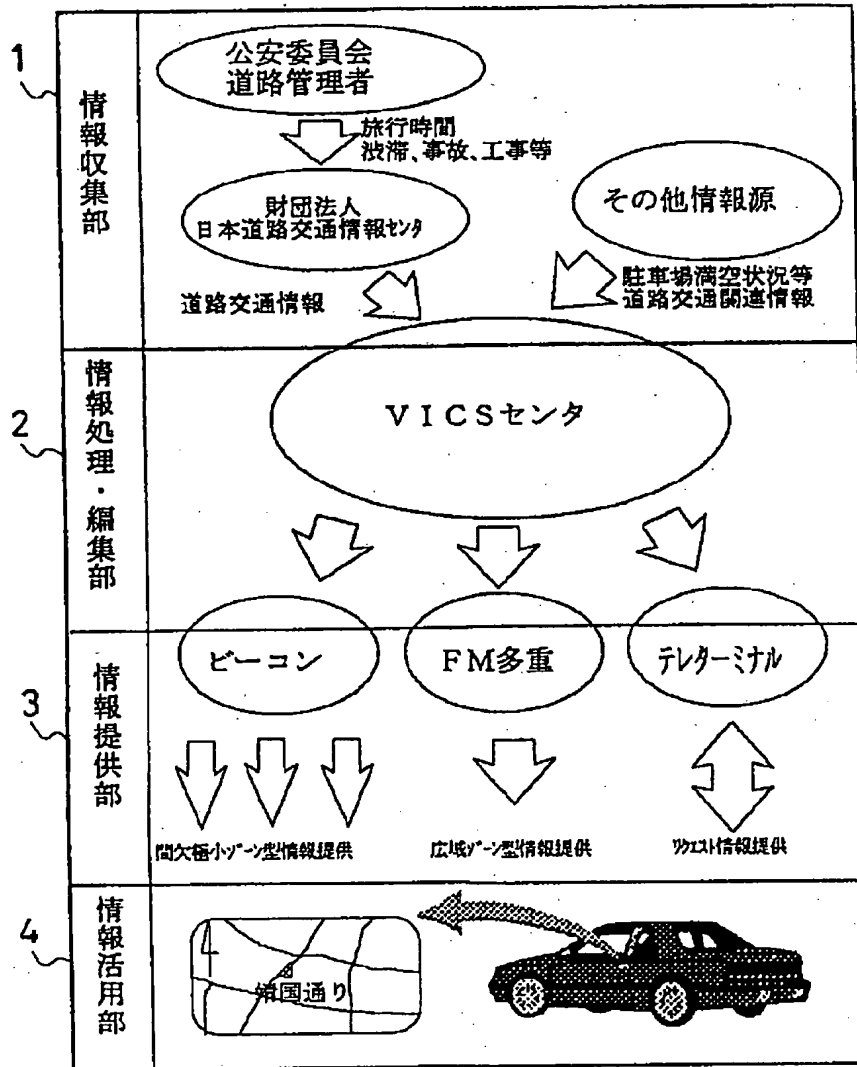 1
情報収集部
公安委員会
道路管理者
旅行時間
渋滞、事故、工事等
財団法人
日本道路交通情報センタ
その他情報源
道路交通情報
駐車場満空状況等
道路交通関連情報
2
情報処理・編集部
VICSセンタ
3
情報提供部
ビーコン
FM多重
テレターミナル
間欠極小ゾーン型情報提供
広域ゾーン型情報提供
リクエスト情報提供
4
情報活用部
靖国通り